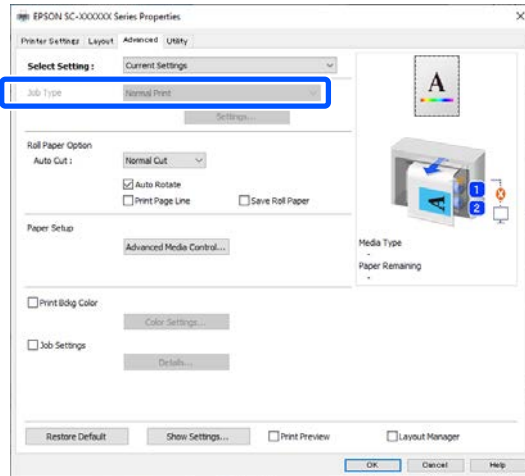 EPSON SC-XXXXXX Series Properties
Printer Settings Layout Advanced Utility
Select Setting : Current Settings
Job Type Normal Print
Settings...
Roll Paper Option
Auto Cut : Normal Cut
Auto Rotate
Print Page Line Save Roll Paper
Paper Setup
Advanced Media Control...
Print Bdkg Color
Color Settings...
Job Settings
Details...
A
A
1
2
Media Type
-
Paper Remaining
-
Restore Default Show Settings... Print Preview Layout Manager
OK Cancel Help